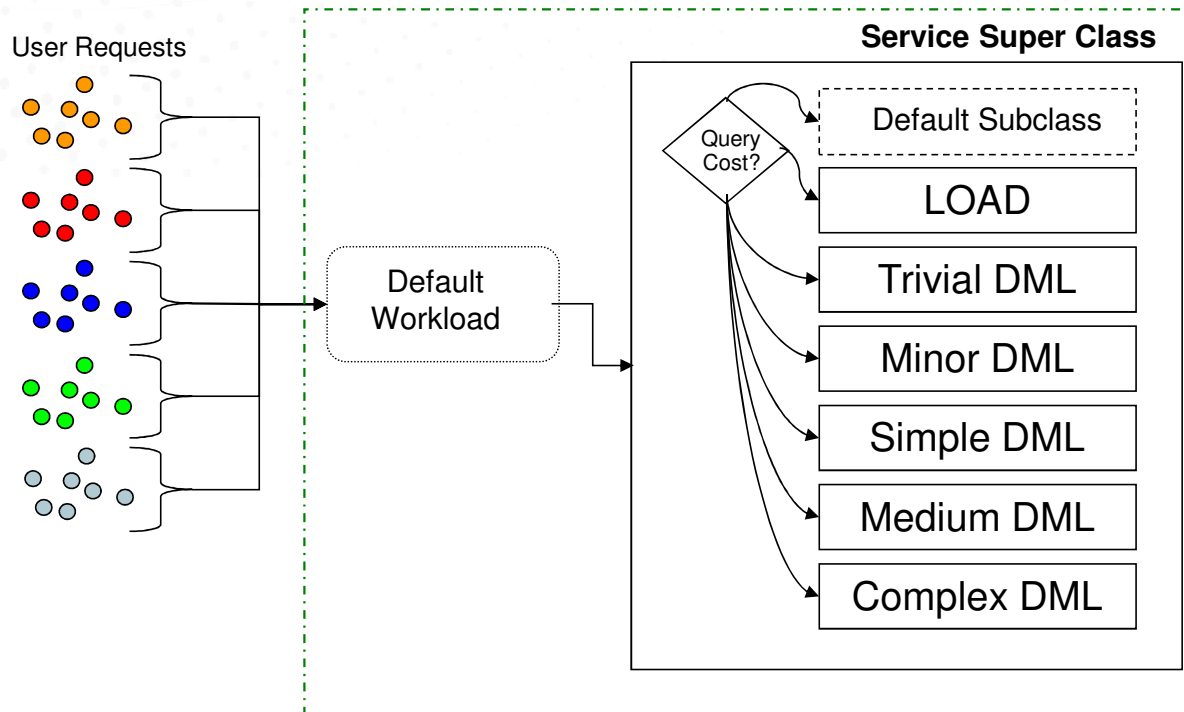 User Requests
Service Super Class
Query
Cost?
Default Subclass
LOAD
Default
Workload
Trivial DML
Minor DML
Simple DML
Medium DML
Complex DML